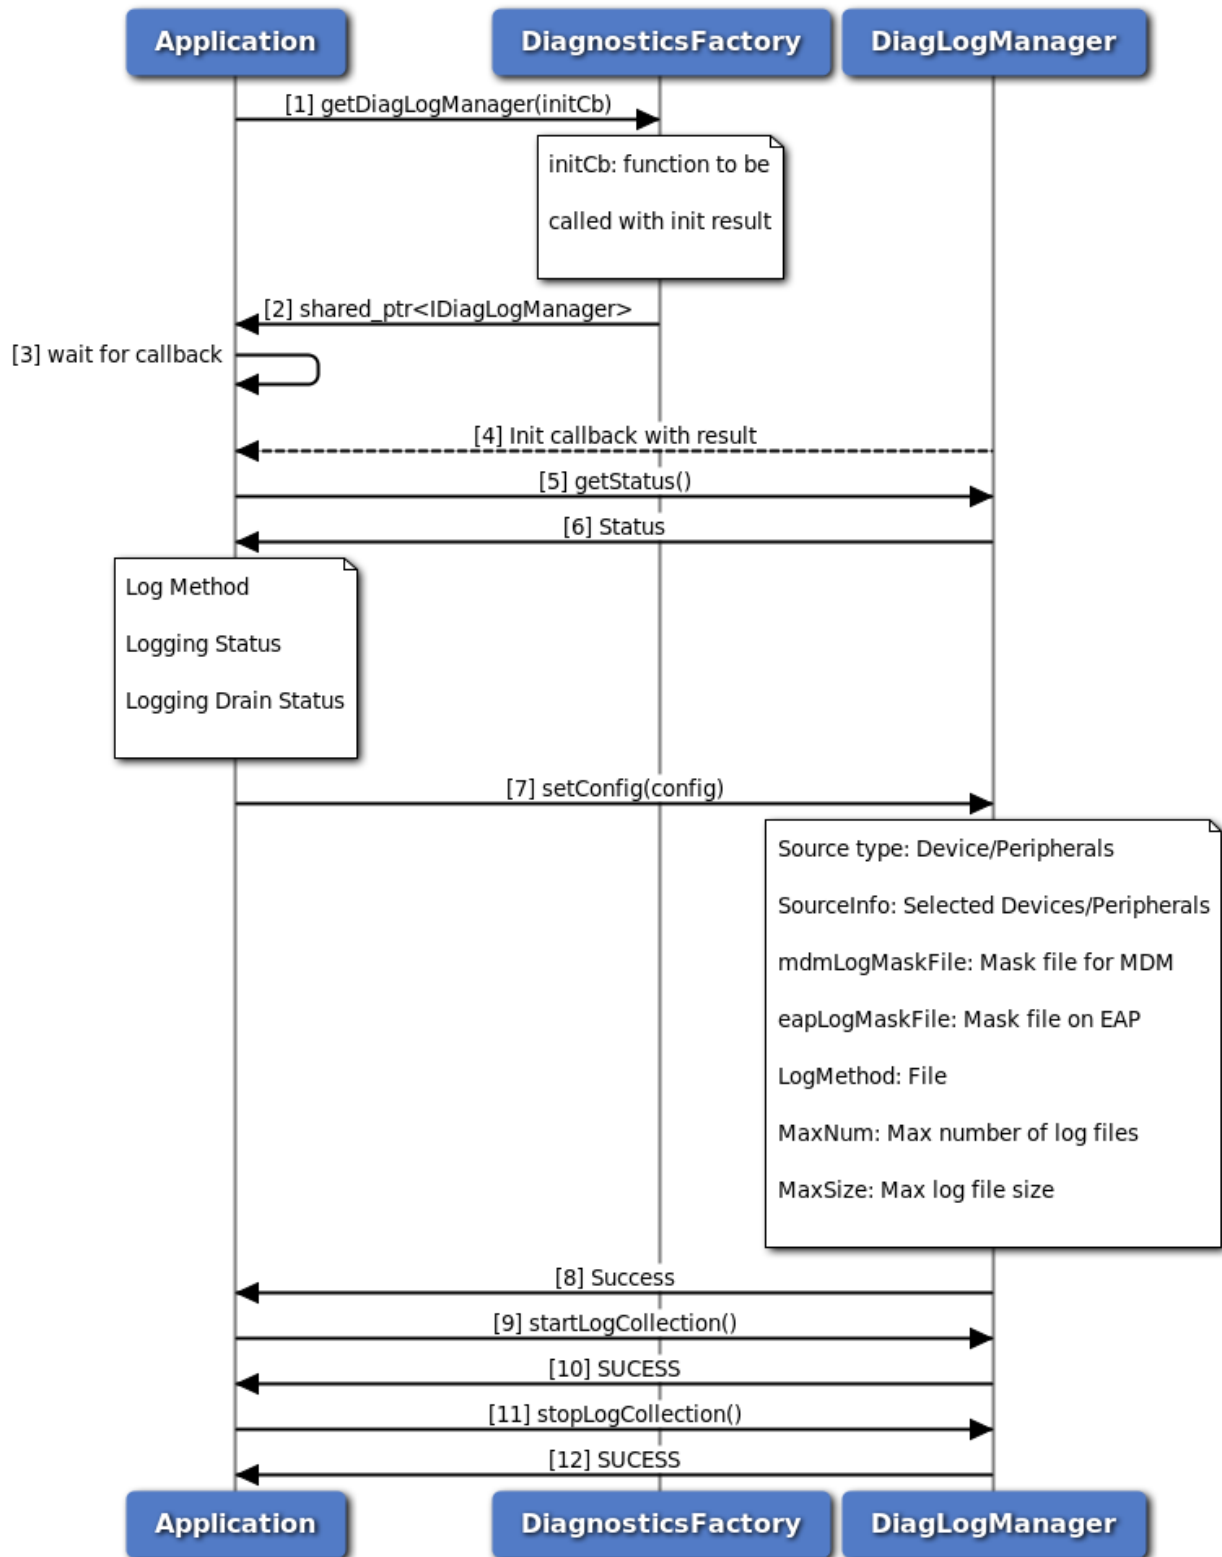 Application DiagnosticsFactory DiagLogManager
[1] getDiagLogManager(initCb)
initCb: function to be
called with init result
[2] shared_ptr<IDiagLogManager>
[3] wait for callback
[4] Init callback with result
[5] getStatus()
[6] Status
Log Method
Logging Status
Logging Drain Status
[7] setConfig(config)
Source type: Device/Peripherals
SourceInfo: Selected Devices/Peripherals
mdmLogMaskFile: Mask file for MDM
eapLogMaskFile: Mask file on EAP
LogMethod: File
MaxNum: Max number of log files
MaxSize: Max log file size
[8] Success
[9] startLogCollection()
[10] SUCESS
[11] stopLogCollection()
[12] SUCESS
Application DiagnosticsFactory DiagLogManager